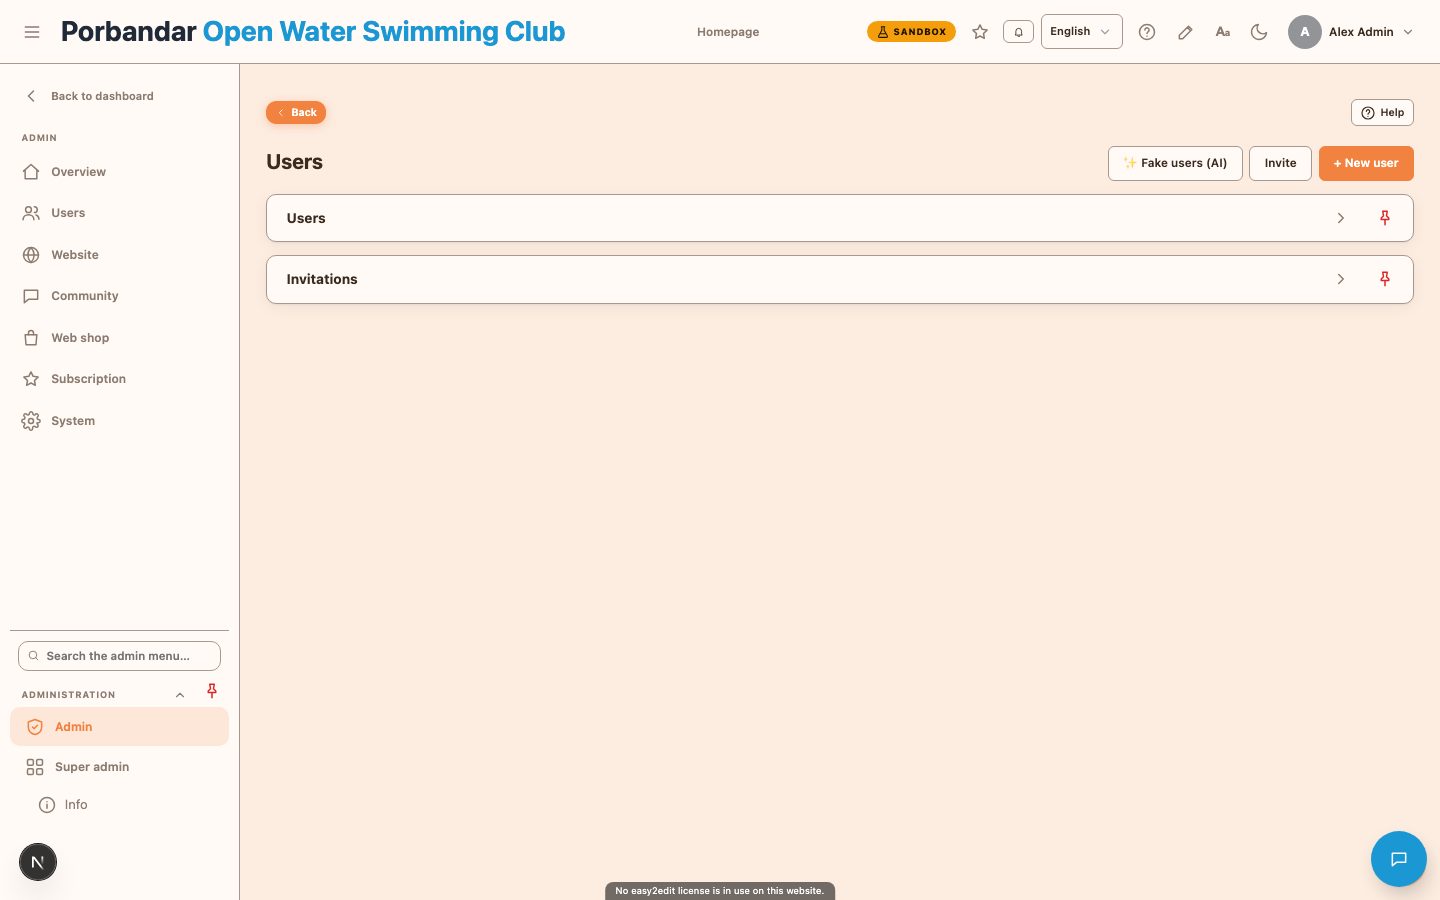 Porbandar Open Water Swimming Club
Homepage
SANDBOX
English
Aa
A
Alex Admin
Back to dashboard
ADMIN
Overview
Users
Website
Community
Web shop
Subscription
System
Search the admin menu...
ADMINISTRATION
Admin
Super admin
Info
N
Back
Help
Users
Fake users (AI)
Invite
+ New user
Users
Invitations
No easy2edit license is in use on this website.